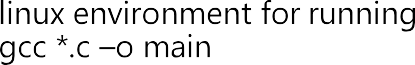 linux environment for running
gcc *.c –o main